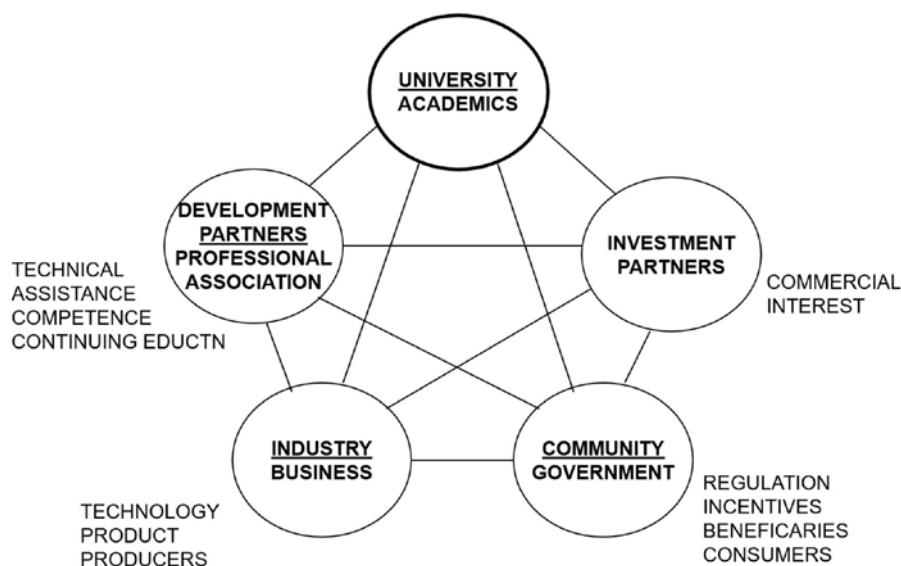 UNIVERSITY
ACADEMICS
DEVELOPMENT
PARTNERS
PROFESSIONAL
ASSOCIATION
INVESTMENT
PARTNERS
TECHNICAL
ASSISTANCE
COMPETENCE
CONTINUING EDUCTN
COMMERCIAL
INTEREST
INDUSTRY
BUSINESS
COMMUNITY
GOVERNMENT
TECHNOLOGY
PRODUCT
PRODUCERS
REGULATION
INCENTIVES
BENEFICARIES
CONSUMERS